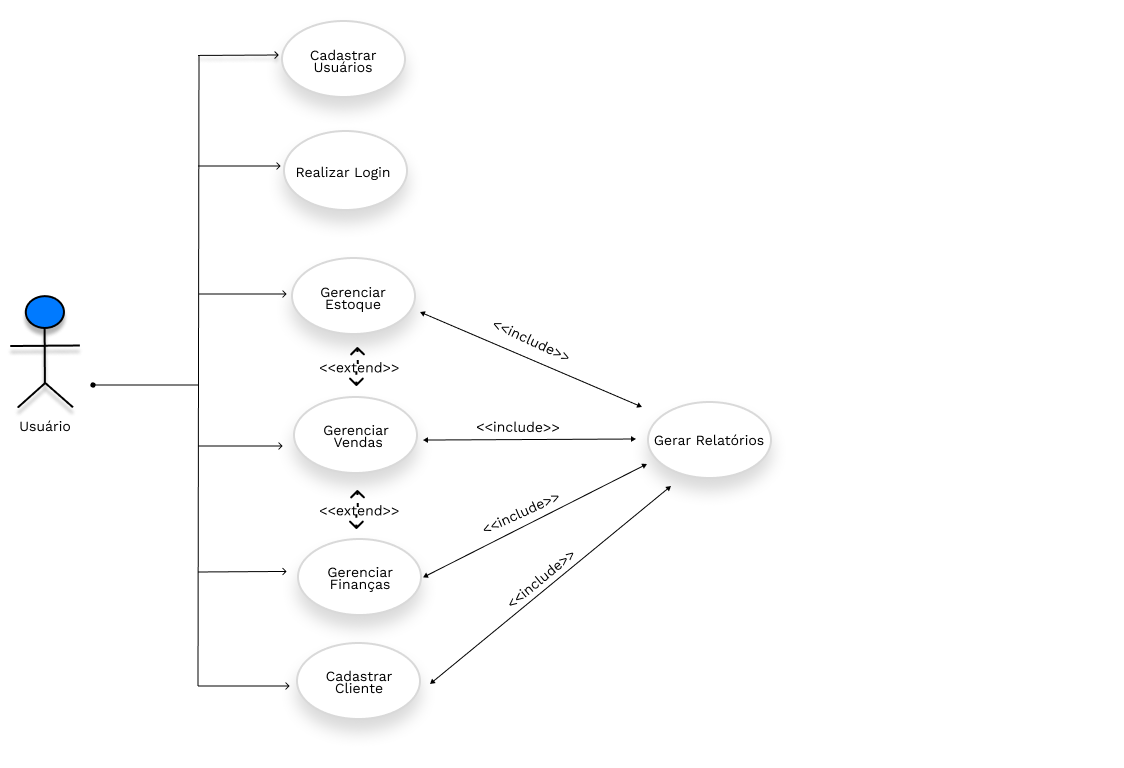 Cadastrar
Usuários
Realizar Login
Gerenciar
Estoque
<<include>>
<<extend>>
Usuário
Gerenciar
Vendas
<<include>>
Gerar Relatórios
<<extend>>
<<include>>
Gerenciar
Finanças
<<include>>
Cadastrar
Cliente